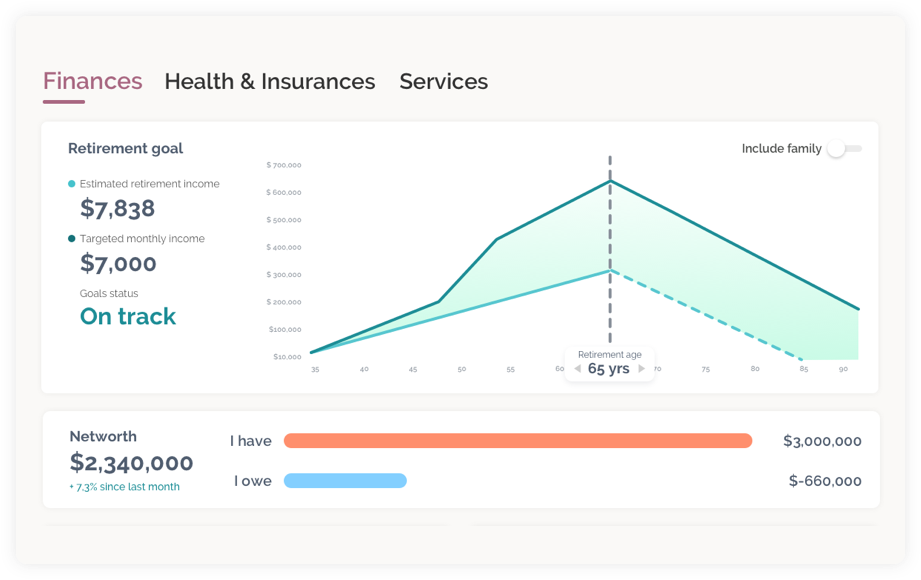 Finances Health & Insurances Services
Retirement goal
Include family
Estimated retirement income
$7,838
Targeted monthly income
$7,000
Goals status
On track
$ 700,000
$ 600,000
$ 500,000
$ 400,000
$ 300,000
$ 200,000
$100,000
$10,000
35 40 45 50 55 60 70 75 80 85 90
Retirement age
65 yrs
Networth
$2,340,000
+ 7,3% since last month
I have $3,000,000
I owe $-660,000